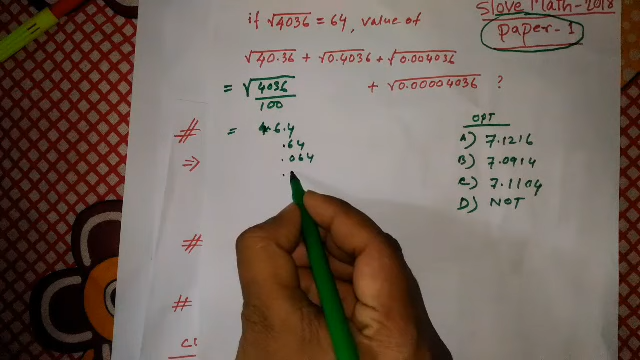 Slove Math-2018
paper-1
if √4036 = 64, value of
√40.36 + √0.4036 + √0.004036
+ √0.00004036 ?
= √4036/100
# = 6.4
.64
⇒ .064
.
#
#
OPT
A) 7.1216
B) 7.0914
C) 7.1104
D) NOT